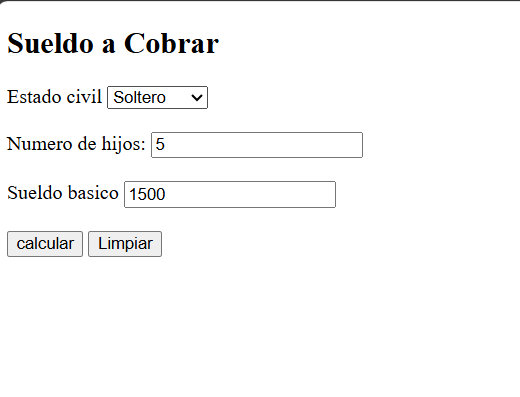 Sueldo a Cobrar
Estado civil Soltero
Numero de hijos: 5
Sueldo basico 1500
calcular Limpiar